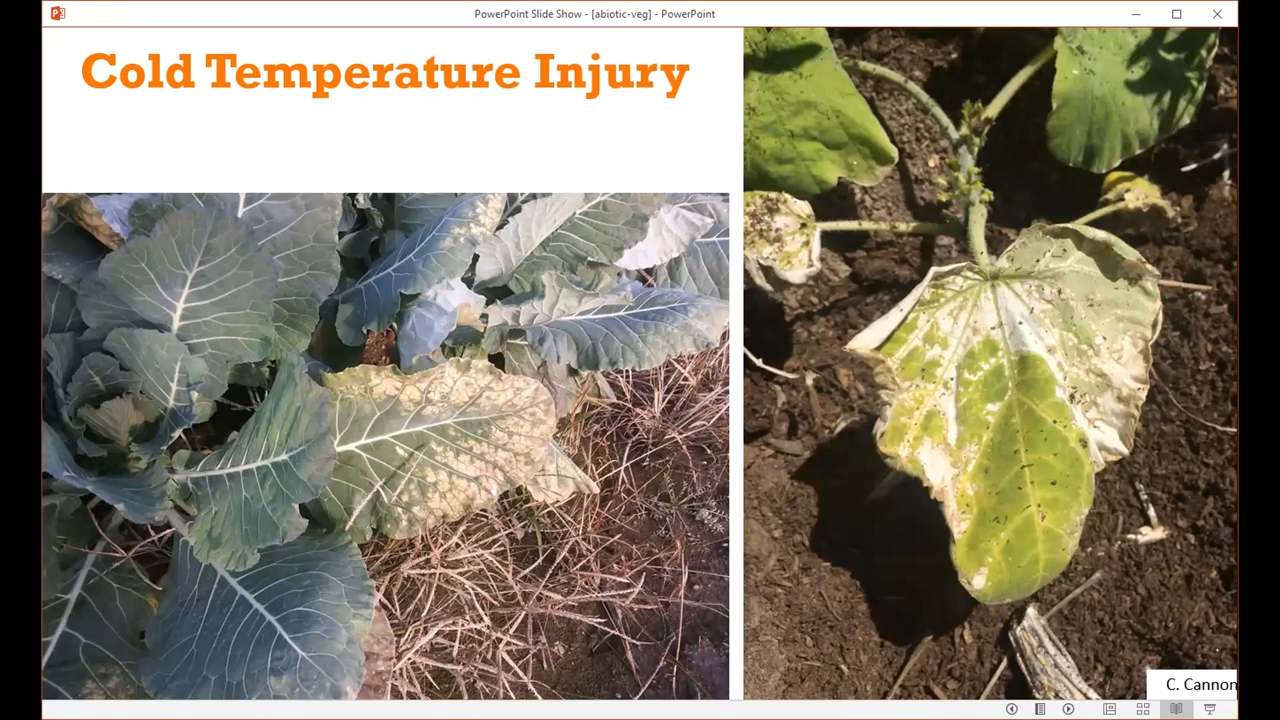 PowerPoint Slide Show - [abiotic-veg] - PowerPoint
Cold Temperature Injury
C. Cannon